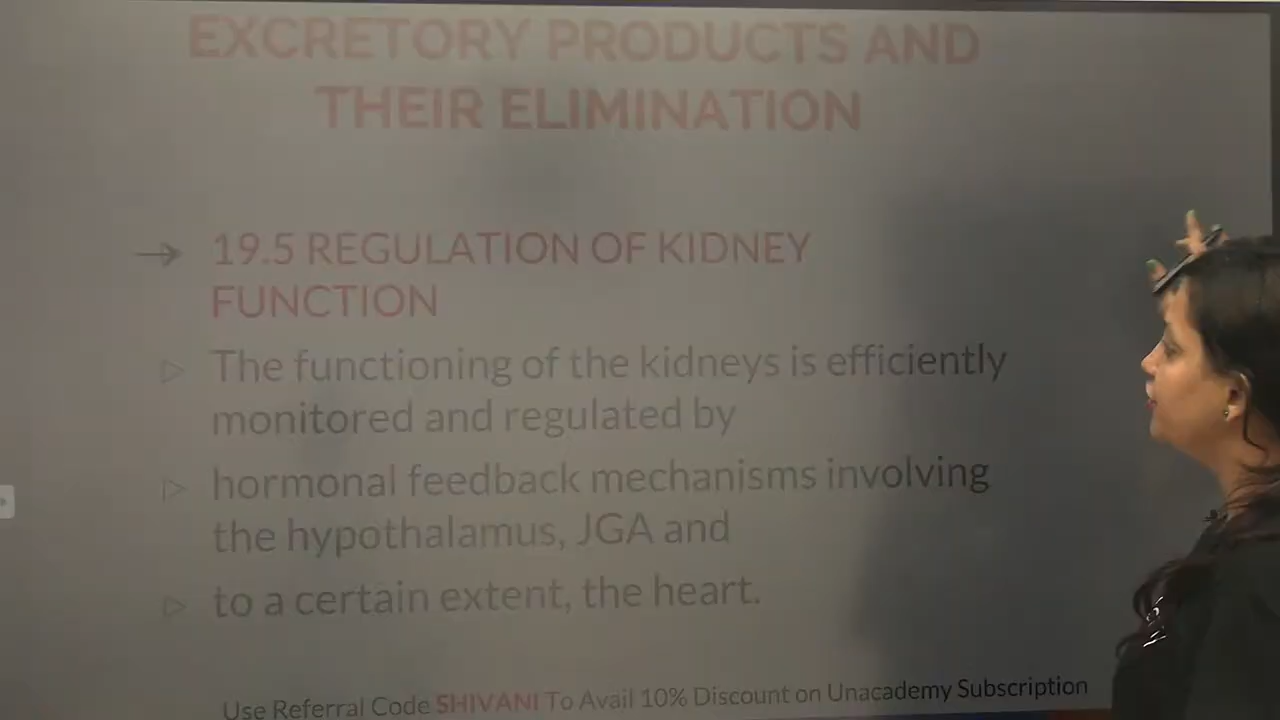 EXCRETORY PRODUCTS AND
THEIR ELIMINATION
→ 19.5 REGULATION OF KIDNEY
FUNCTION
The functioning of the kidneys is efficiently
monitored and regulated by
hormonal feedback mechanisms involving
the hypothalamus, JGA and
to a certain extent, the heart.
Use Referral Code SHIVANI To Avail 10% Discount on Unacademy Subscription